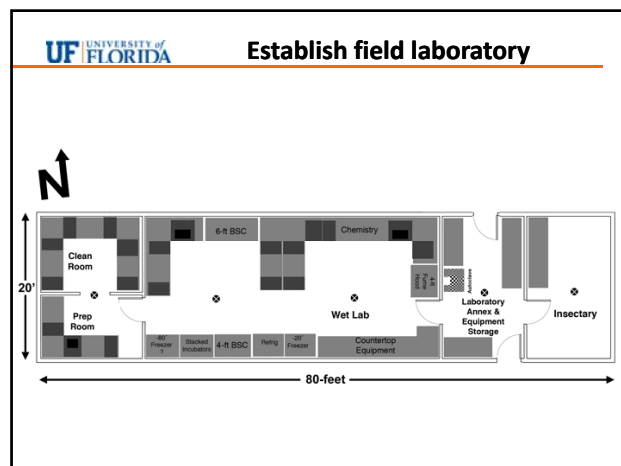 UF UNIVERSITY of
FLORIDA
Establish field laboratory
N
6-ft BSC
Chemistry
Clean
Room
20'
Prep
Room
Wet Lab
4-ft
Fume
Hood
Autoclave
Laboratory
Annex &
Equipment
Storage
Insectary
-80°
Freezer
?
Stacked
Incubators
4-ft BSC
Refrig
-20°
Freezer
Countertop
Equipment
80-feet